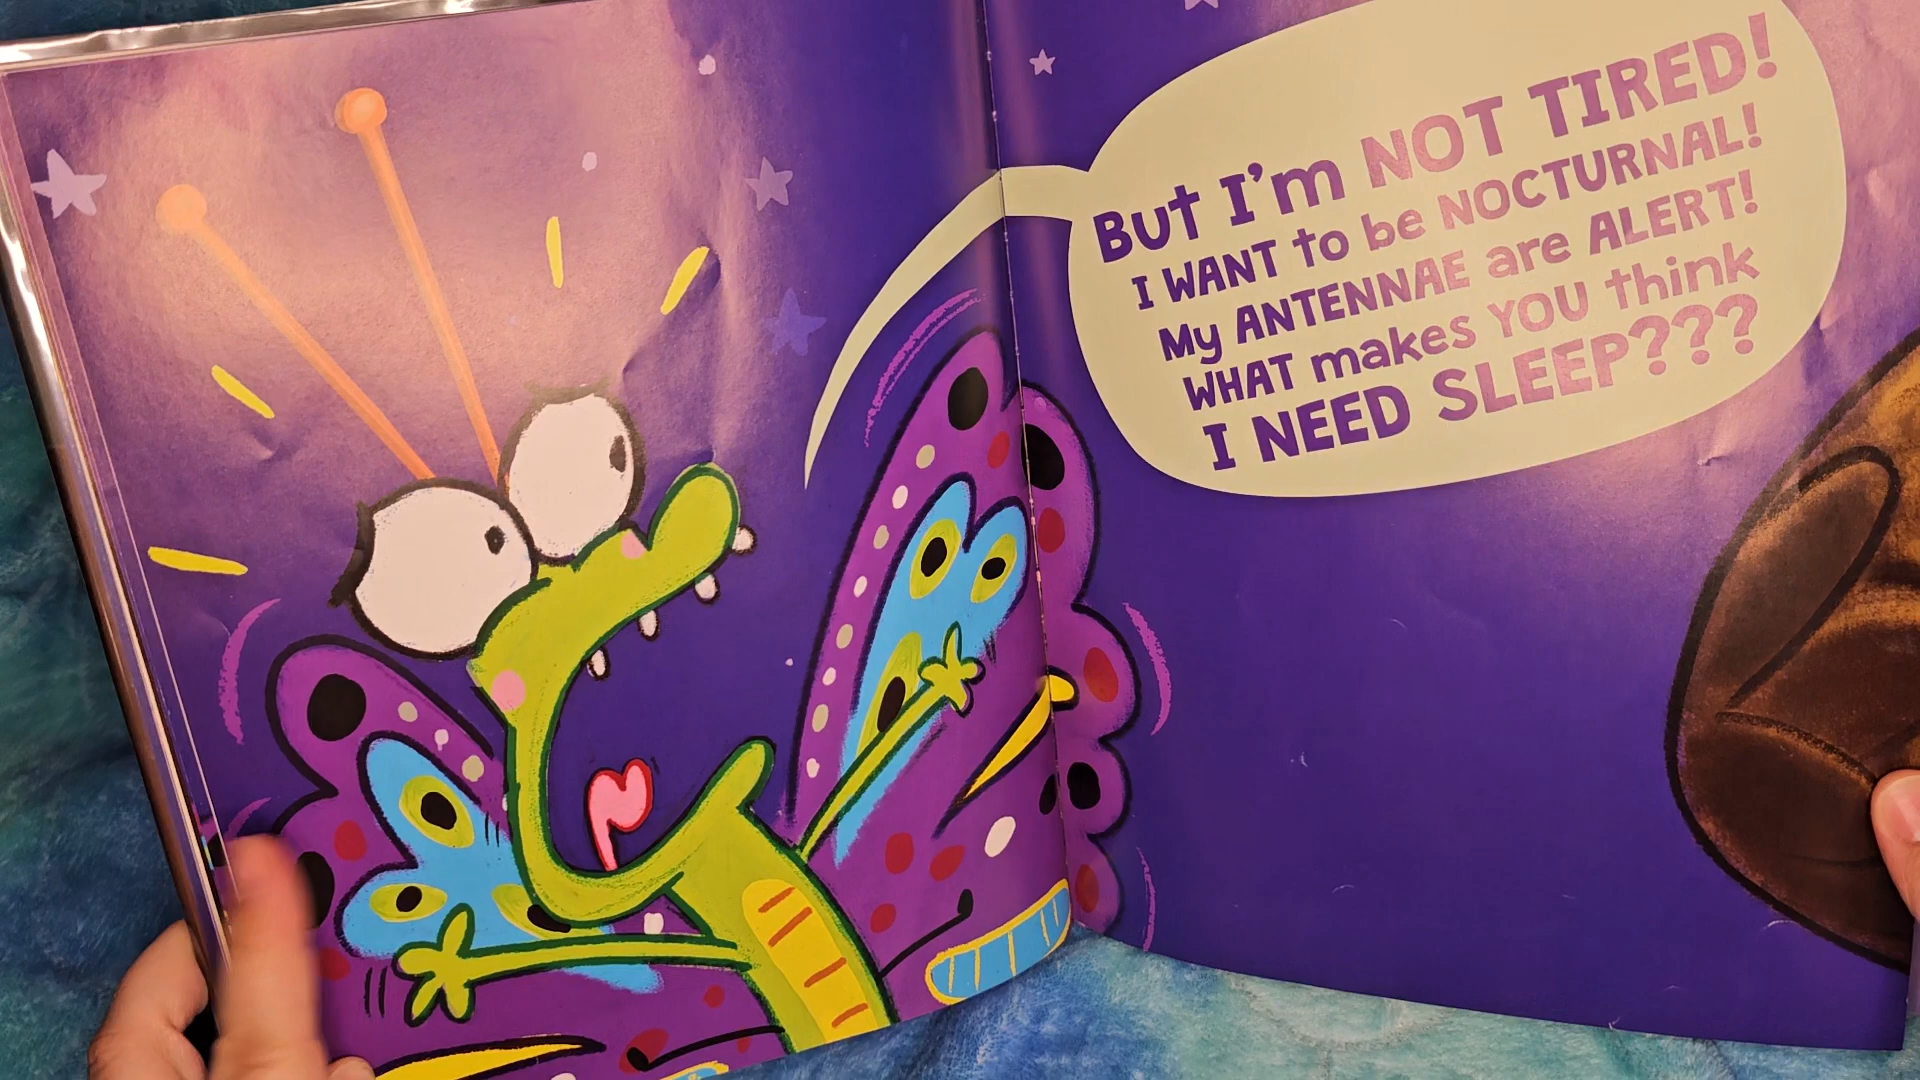 But I'm NOT TIRED!
I WANT to be NOCTURNAL!
My ANTENNAE are ALERT!
WHAT makes YOU think
I NEED SLEEP???